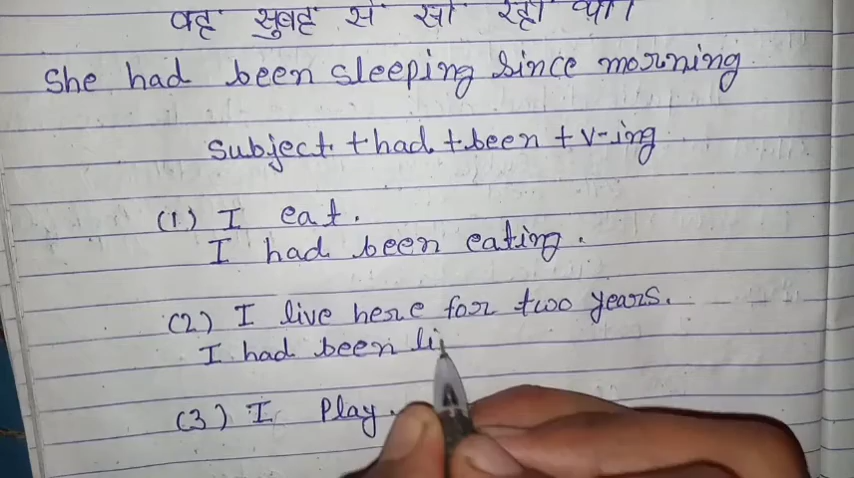 वह सुबह से सो रही थी।
She had been sleeping since morning
Subject + had + been + v-ing
(1) I eat.
I had been eating.
(2) I live here for two years.
I had been li
(3) I Play.